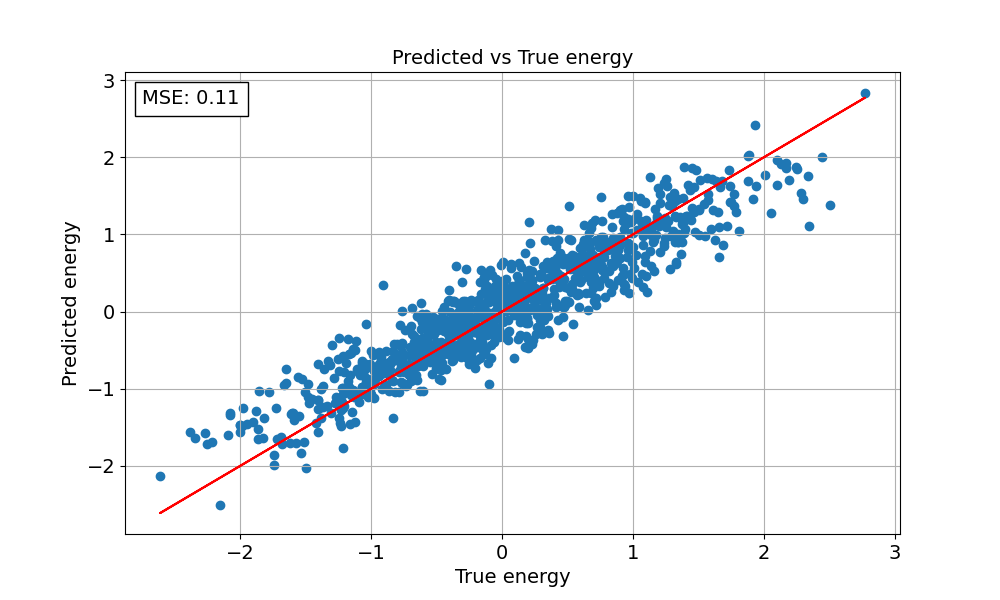 Predicted vs True energy
MSE: 0.11
Predicted energy
3
2
1
0
−1
−2
−2 −1 0 1 2 3
True energy